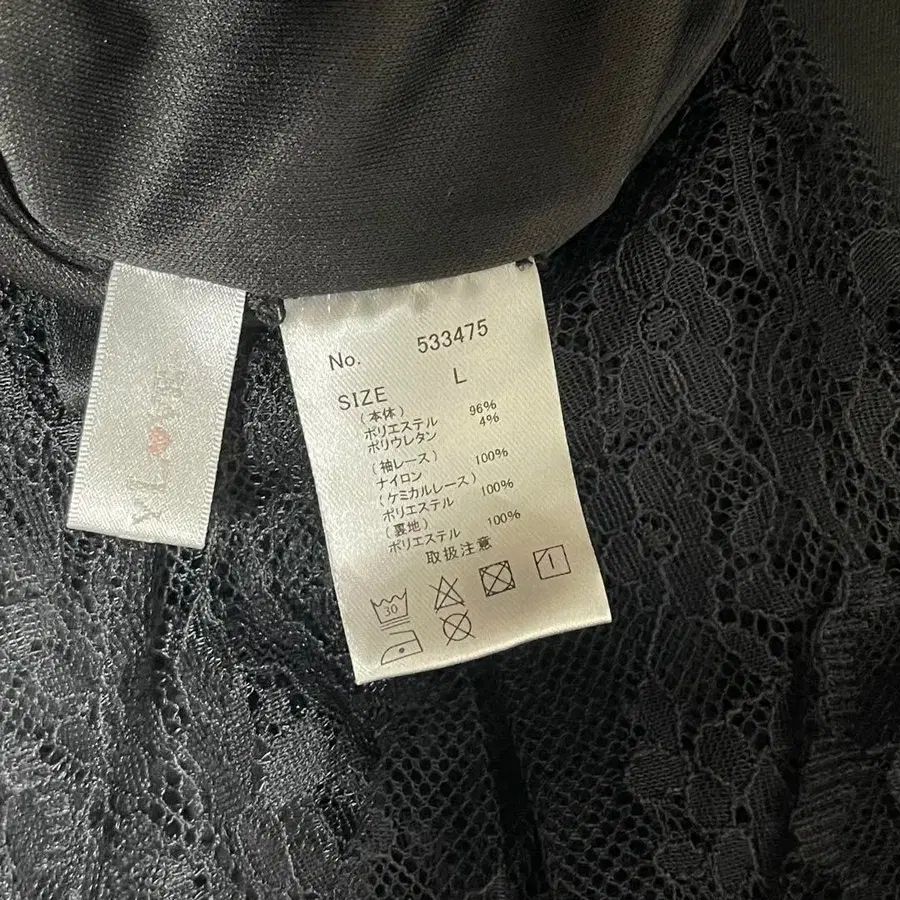 No. 533475
SIZE L
(本体)
ポリエステル 96%
ポリウレタン 4%
(袖レース)
ナイロン 100%
(ケミカルレース)
ポリエステル 100%
(裏地)
ポリエステル 100%
取扱注意
30